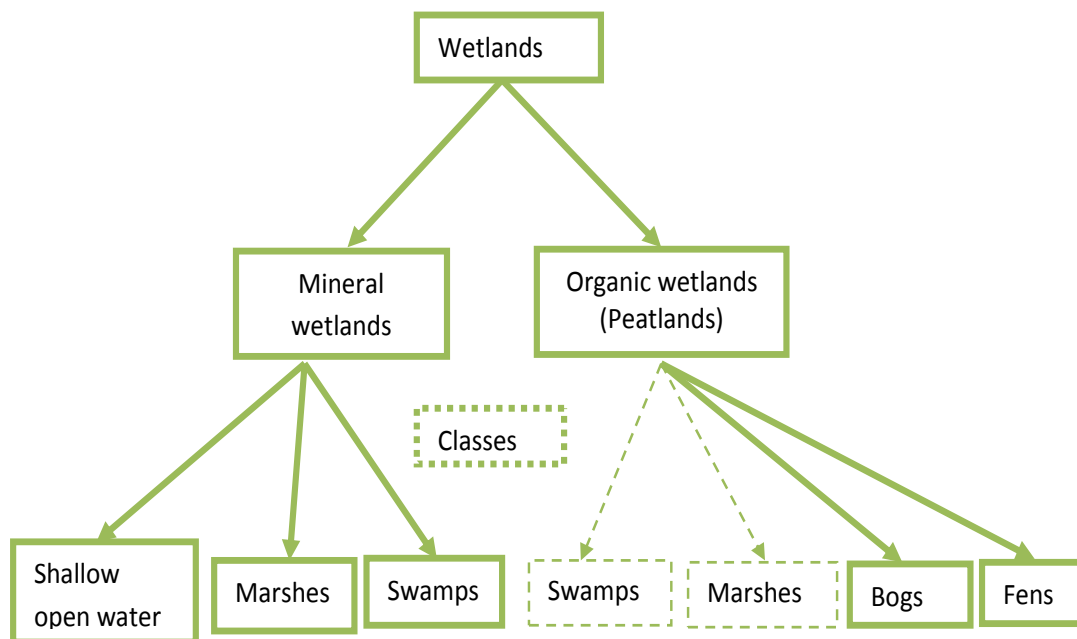 Wetlands
Mineral
wetlands
Organic wetlands
(Peatlands)
Classes
Shallow
open water
Marshes
Swamps
Swamps
Marshes
Bogs
Fens